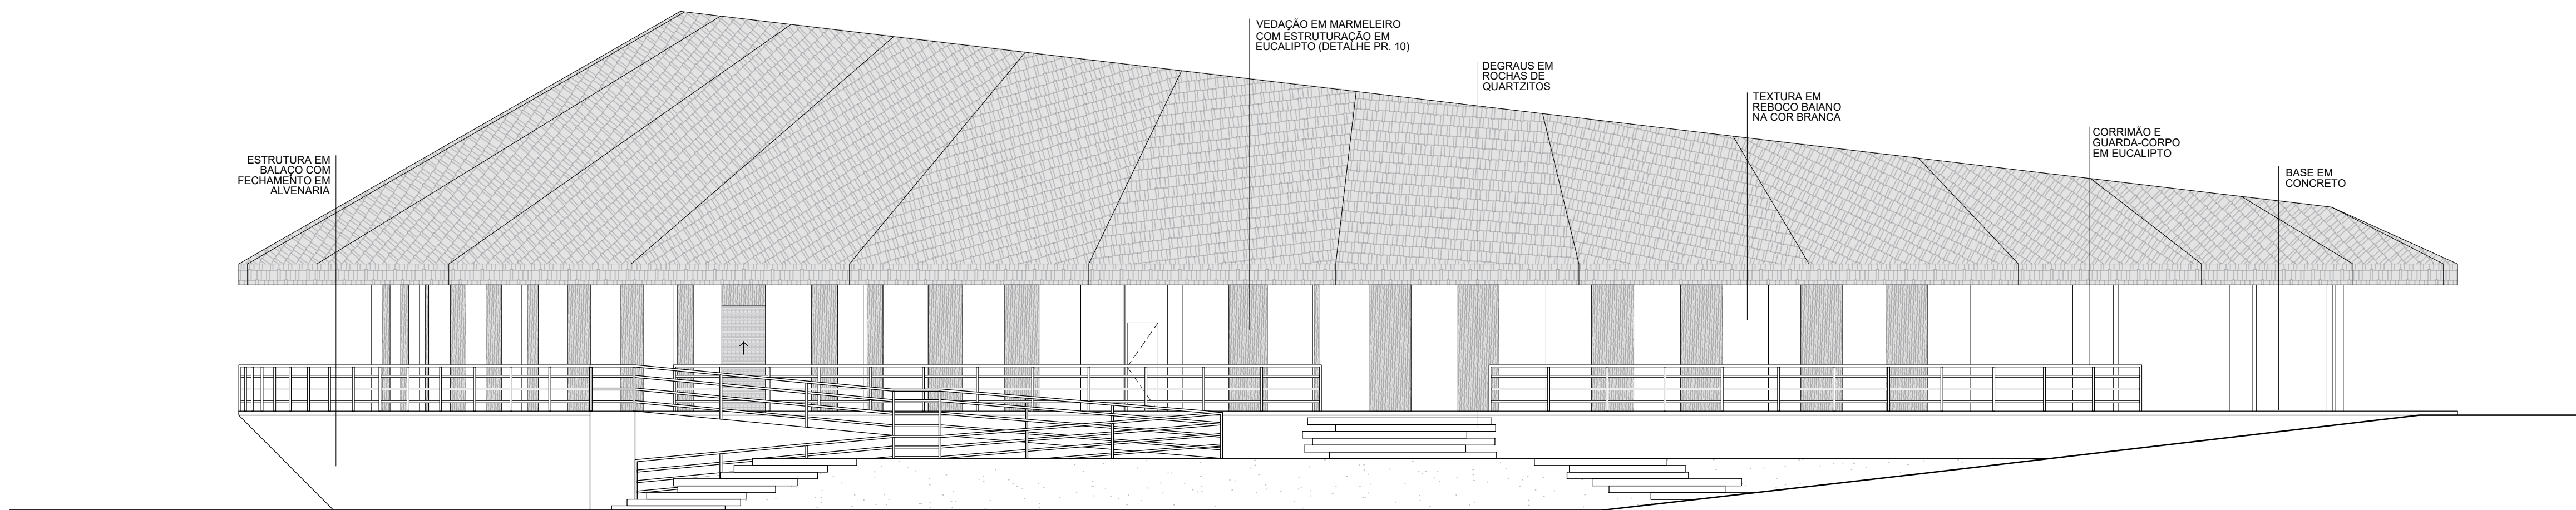 ESTRUTURA EM
BALAÇO COM
FECHAMENTO EM
ALVENARIA
VEDAÇÃO EM MARMELEIRO
COM ESTRUTURAÇÃO EM
EUCALIPTO (DETALHE PR. 10)
DEGRAUS EM
ROCHAS DE
QUARTZITOS
TEXTURA EM
REBOCO BAIANO
NA COR BRANCA
CORRIMÃO E
GUARDA-CORPO
EM EUCALIPTO
BASE EM
CONCRETO